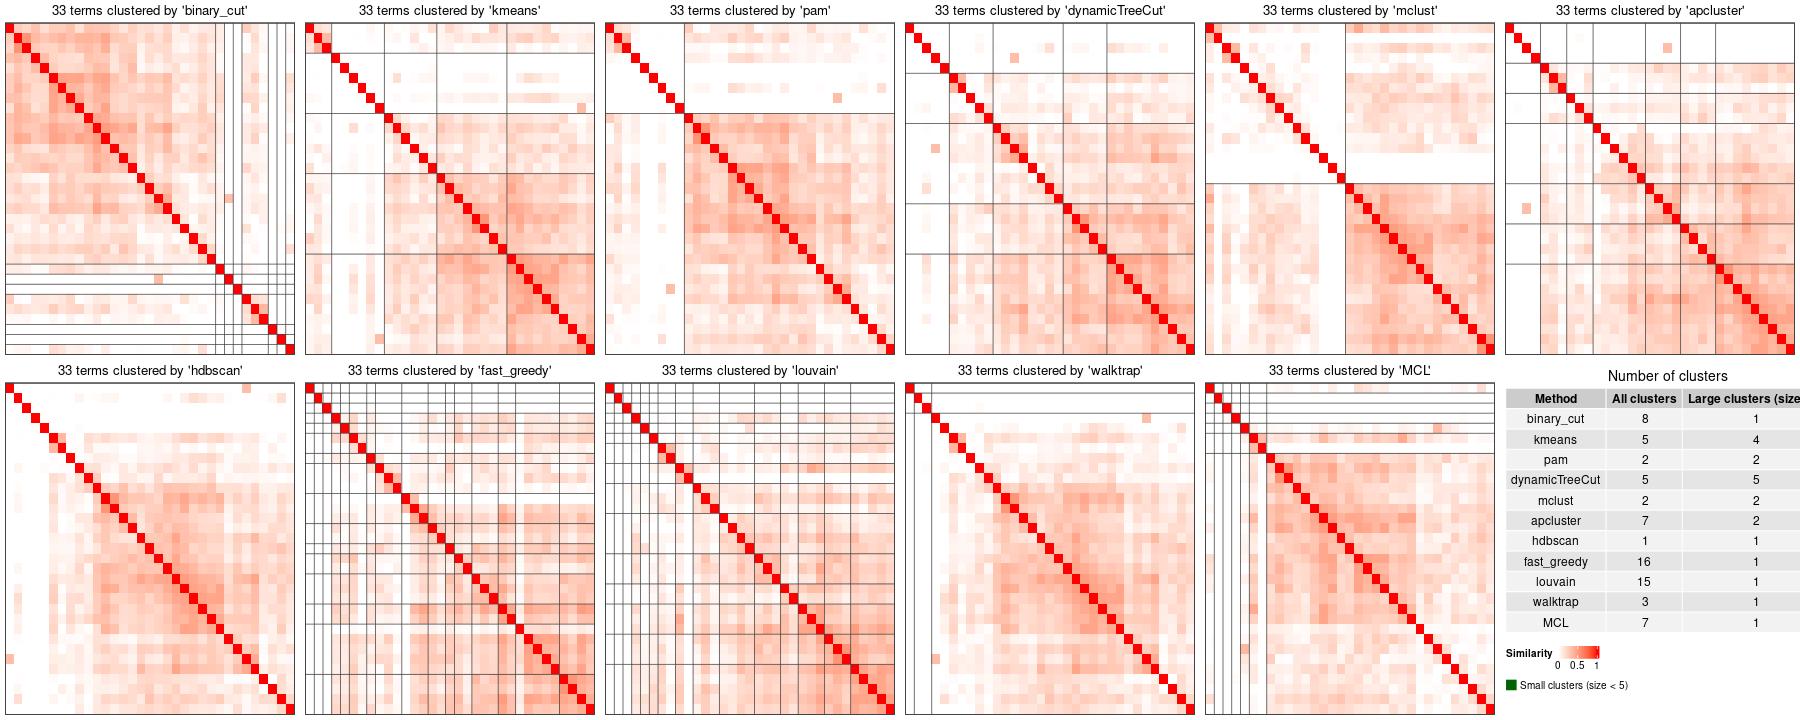 33 terms clustered by 'binary_cut'
33 terms clustered by 'kmeans'
33 terms clustered by 'pam'
33 terms clustered by 'dynamicTreeCut'
33 terms clustered by 'mclust'
33 terms clustered by 'apcluster'
33 terms clustered by 'hdbscan'
33 terms clustered by 'fast_greedy'
33 terms clustered by 'louvain'
33 terms clustered by 'walktrap'
33 terms clustered by 'MCL'
Number of clusters
Method All clusters Large clusters (size
binary_cut 8 1
kmeans 5 4
pam 2 2
dynamicTreeCut 5 5
mclust 2 2
apcluster 7 2
hdbscan 1 1
fast_greedy 16 1
louvain 15 1
walktrap 3 1
MCL 7 1
Similarity
0 0.5 1
Small clusters (size < 5)